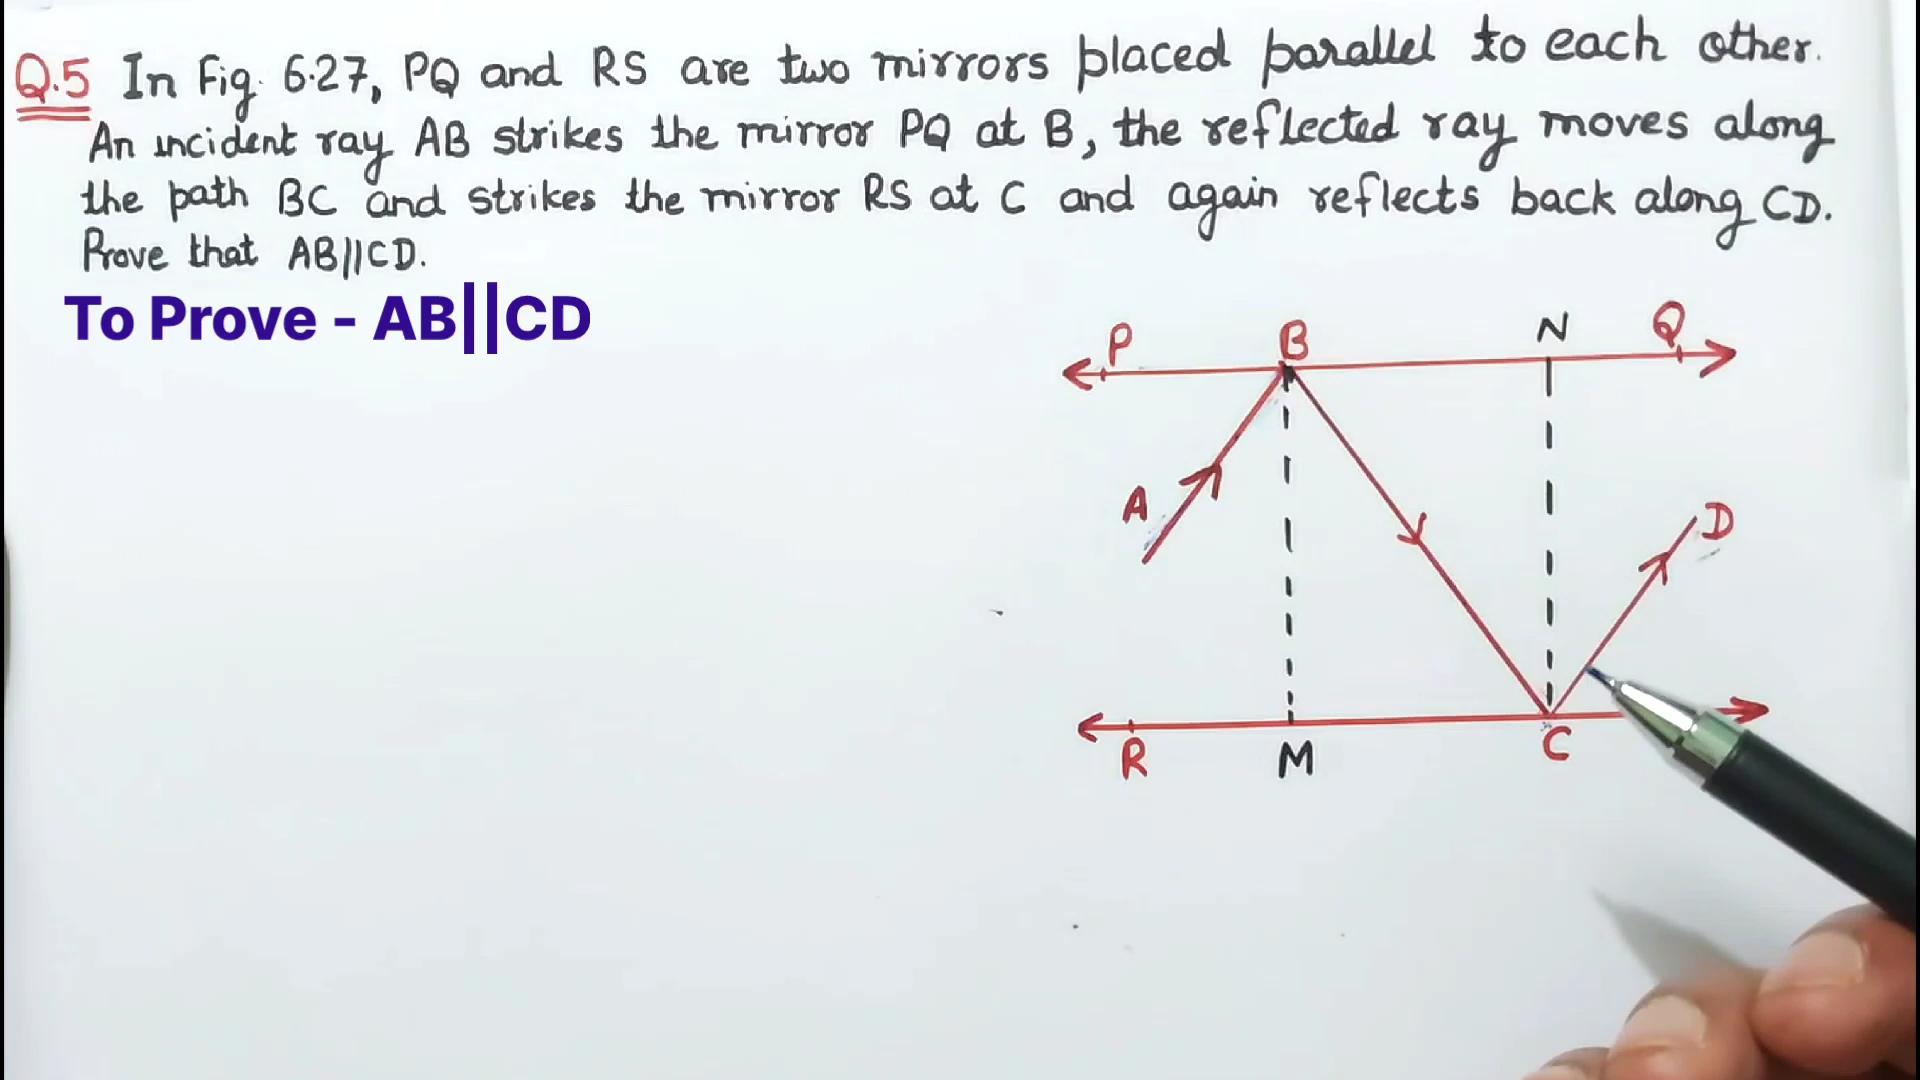 Q.5 In Fig. 6.27, PQ and RS are two mirrors placed parallel to each other.
An incident ray AB strikes the mirror PQ at B, the reflected ray moves along
the path BC and strikes the mirror RS at C and again reflects back along CD.
Prove that AB||CD.
To Prove - AB||CD
P B N Q
A D
R M C